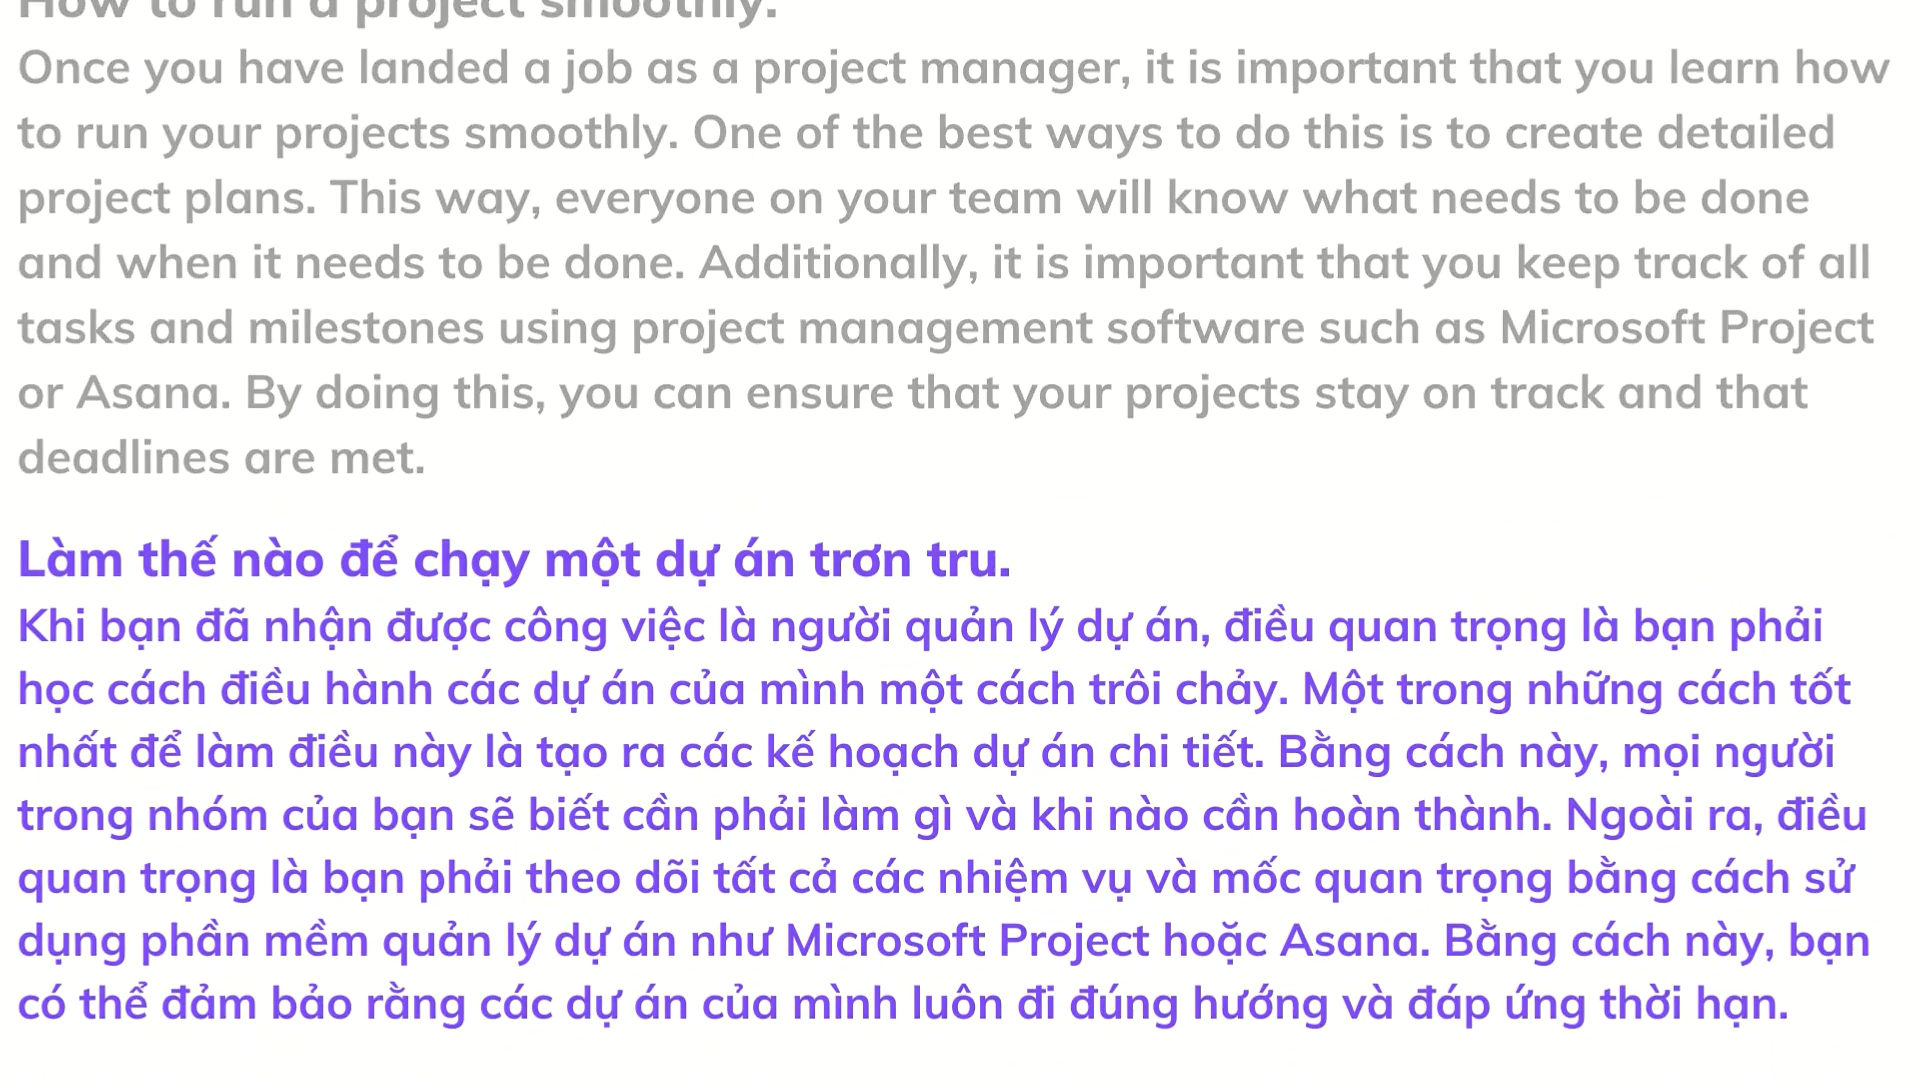 How to run a project smoothly.
Once you have landed a job as a project manager, it is important that you learn how
to run your projects smoothly. One of the best ways to do this is to create detailed
project plans. This way, everyone on your team will know what needs to be done
and when it needs to be done. Additionally, it is important that you keep track of all
tasks and milestones using project management software such as Microsoft Project
or Asana. By doing this, you can ensure that your projects stay on track and that
deadlines are met.
Làm thế nào để chạy một dự án trơn tru.
Khi bạn đã nhận được công việc là người quản lý dự án, điều quan trọng là bạn phải
học cách điều hành các dự án của mình một cách trôi chảy. Một trong những cách tốt
nhất để làm điều này là tạo ra các kế hoạch dự án chi tiết. Bằng cách này, mọi người
trong nhóm của bạn sẽ biết cần phải làm gì và khi nào cần hoàn thành. Ngoài ra, điều
quan trọng là bạn phải theo dõi tất cả các nhiệm vụ và mốc quan trọng bằng cách sử
dụng phần mềm quản lý dự án như Microsoft Project hoặc Asana. Bằng cách này, bạn
có thể đảm bảo rằng các dự án của mình luôn đi đúng hướng và đáp ứng thời hạn.